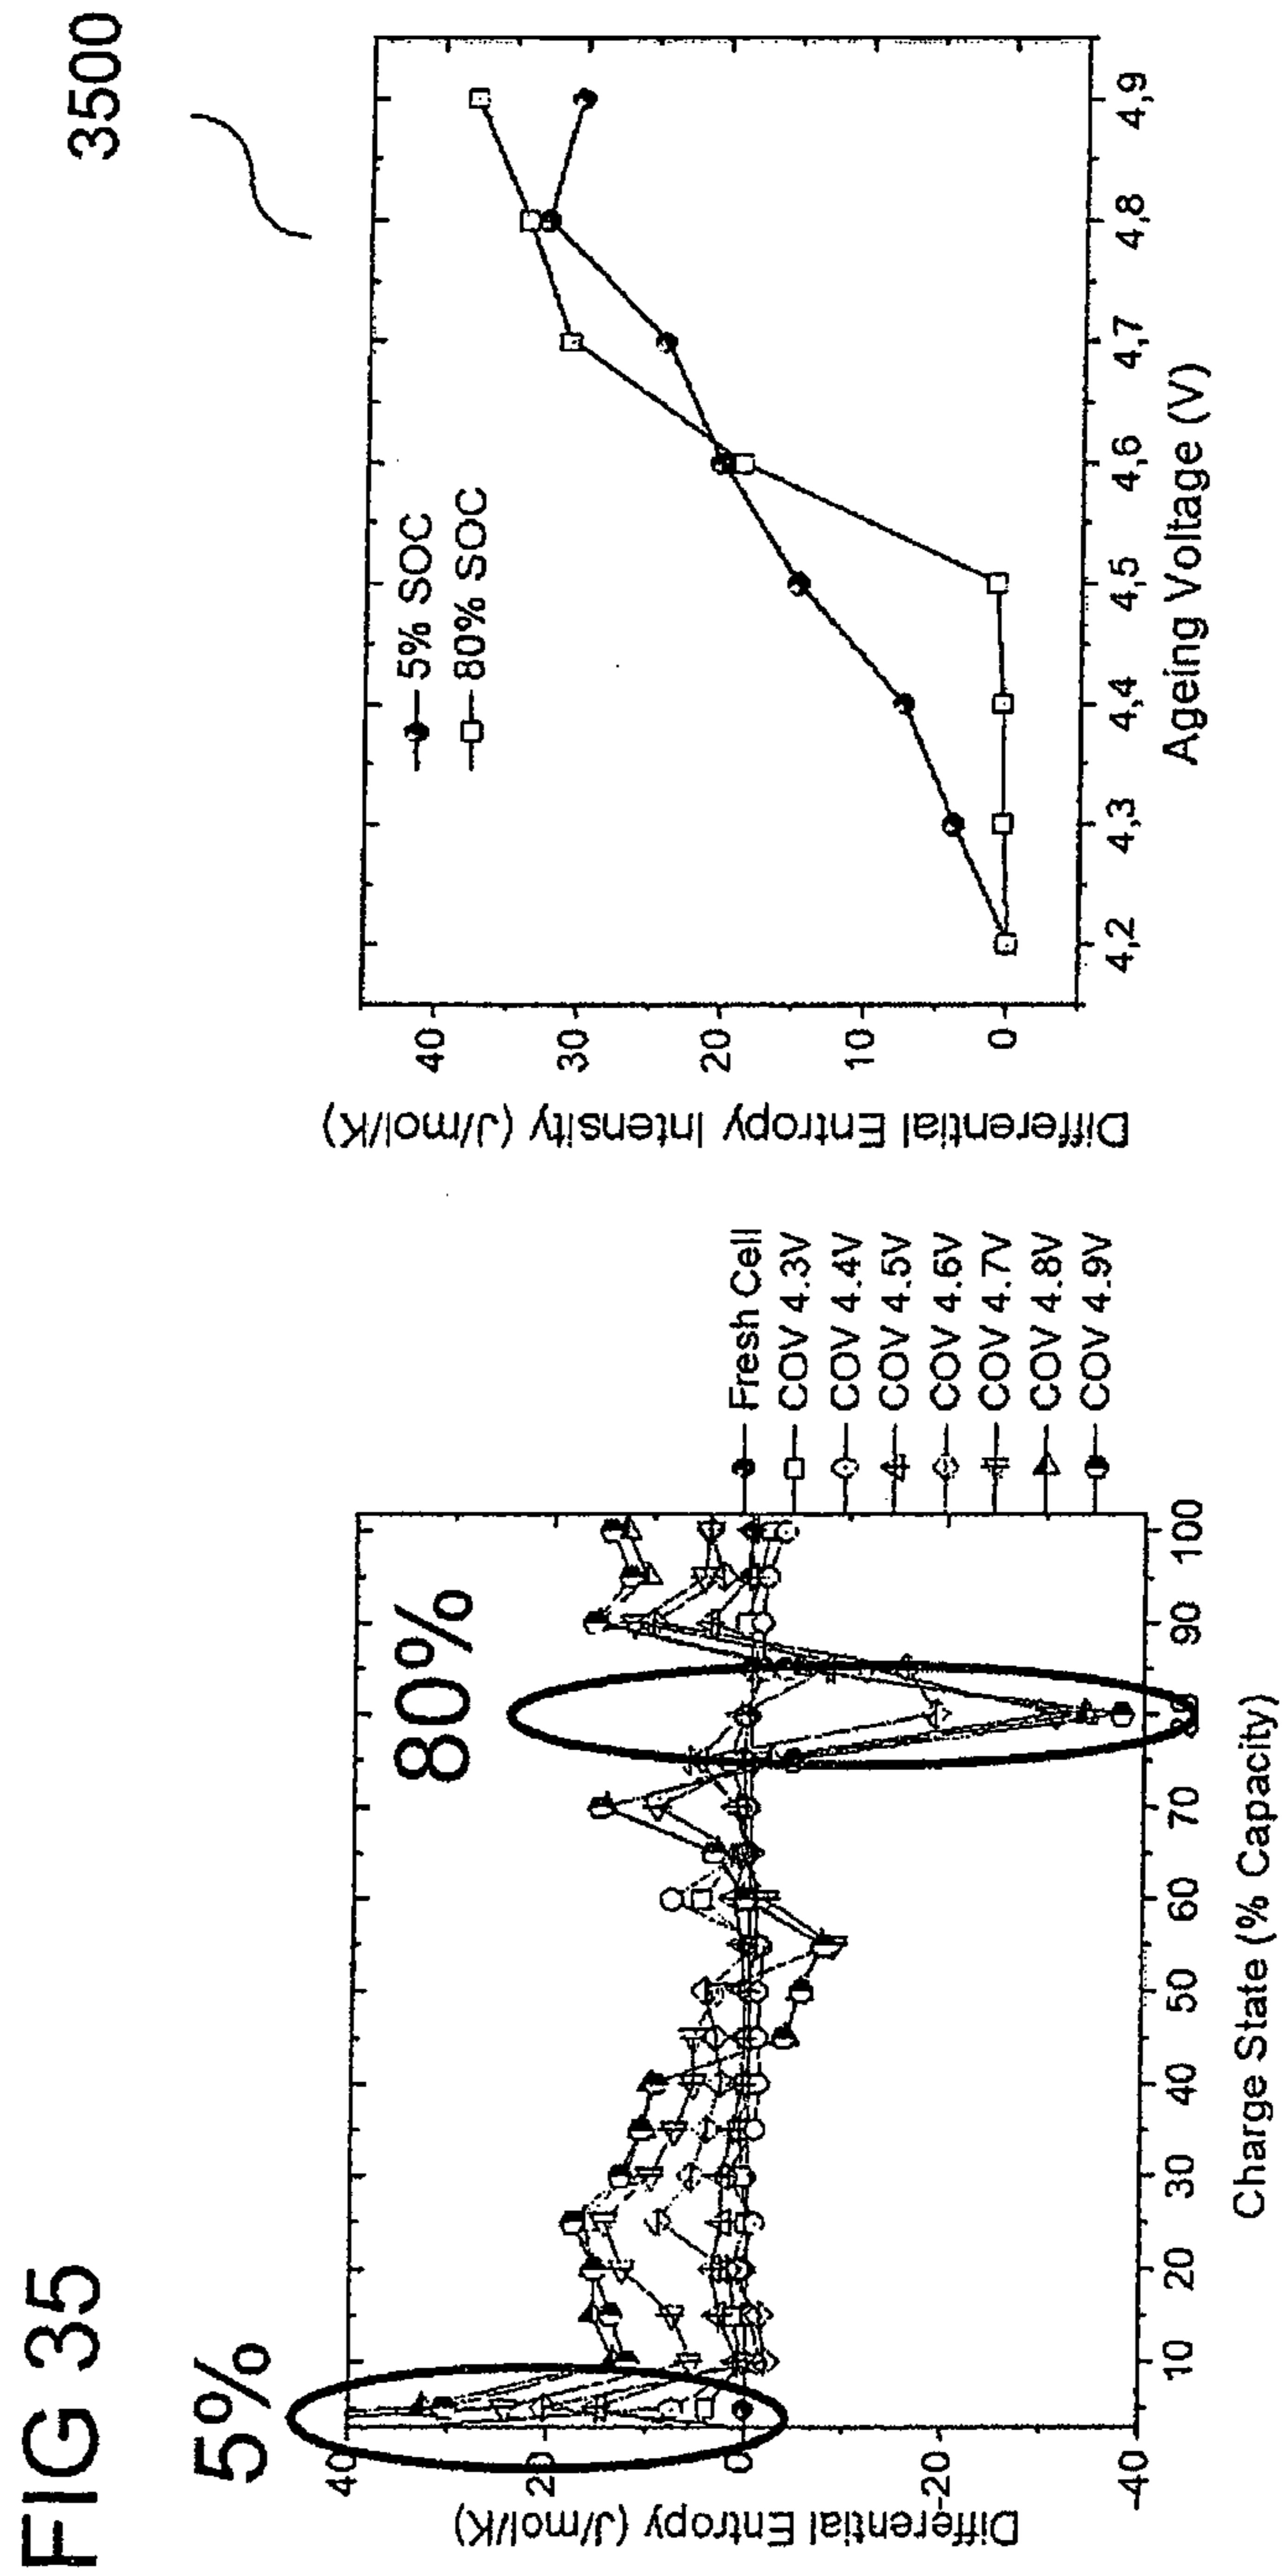 FIG 35
3500
5%
80%
Differential Entropy (J/mol/K)
40
20
0
-20
-40
10
20
30
40
50
60
70
80
90
100
Charge State (% Capacity)
Fresh Cell
COV 4.3V
COV 4.4V
COV 4.5V
COV 4.6V
COV 4.7V
COV 4.8V
COV 4.9V
Differential Entropy Intensity (J/mol/K)
40
30
20
10
0
5% SOC
80% SOC
4,2
4,3
4,4
4,5
4,6
4,7
4,8
4,9
Ageing Voltage (V)